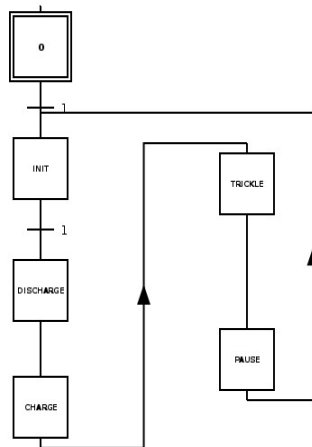 0
1
INIT
1
DISCHARGE
CHARGE
TRICKLE
PAUSE